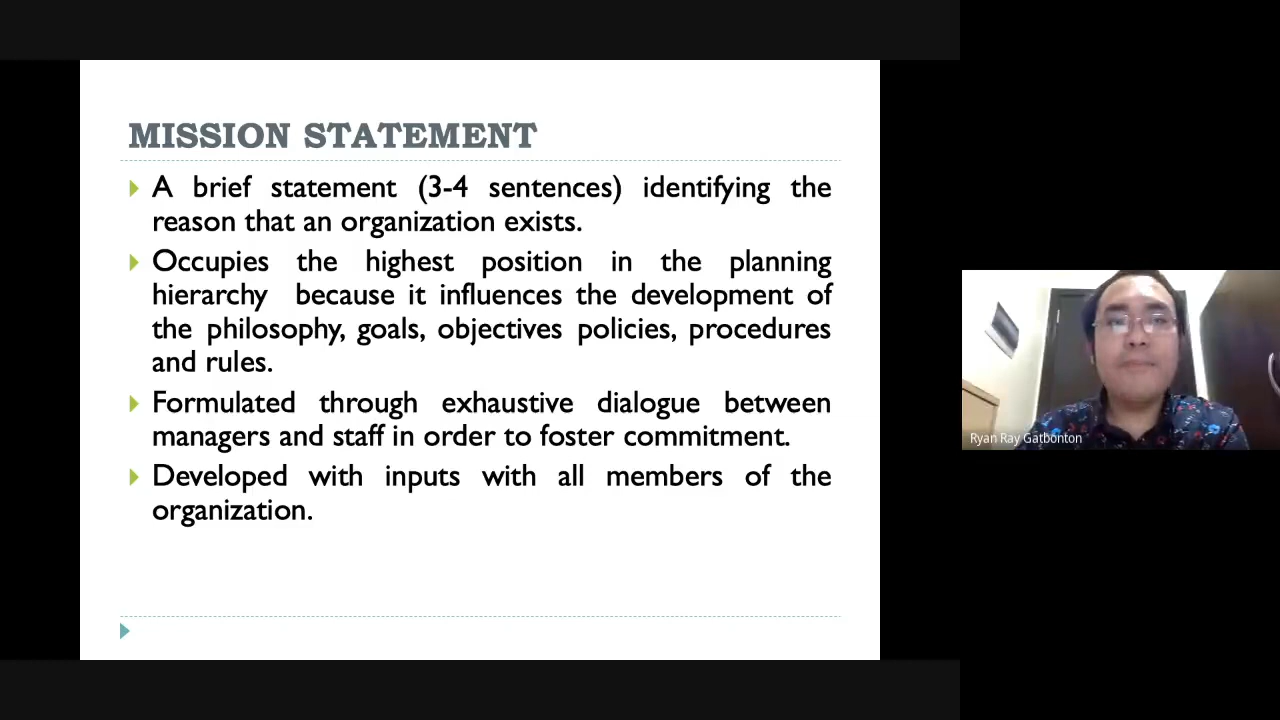 MISSION STATEMENT
A brief statement (3-4 sentences) identifying the
reason that an organization exists.
Occupies the highest position in the planning
hierarchy because it influences the development of
the philosophy, goals, objectives policies, procedures
and rules.
Formulated through exhaustive dialogue between
managers and staff in order to foster commitment.
Developed with inputs with all members of the
organization.
Ryan Ray Gatbonton